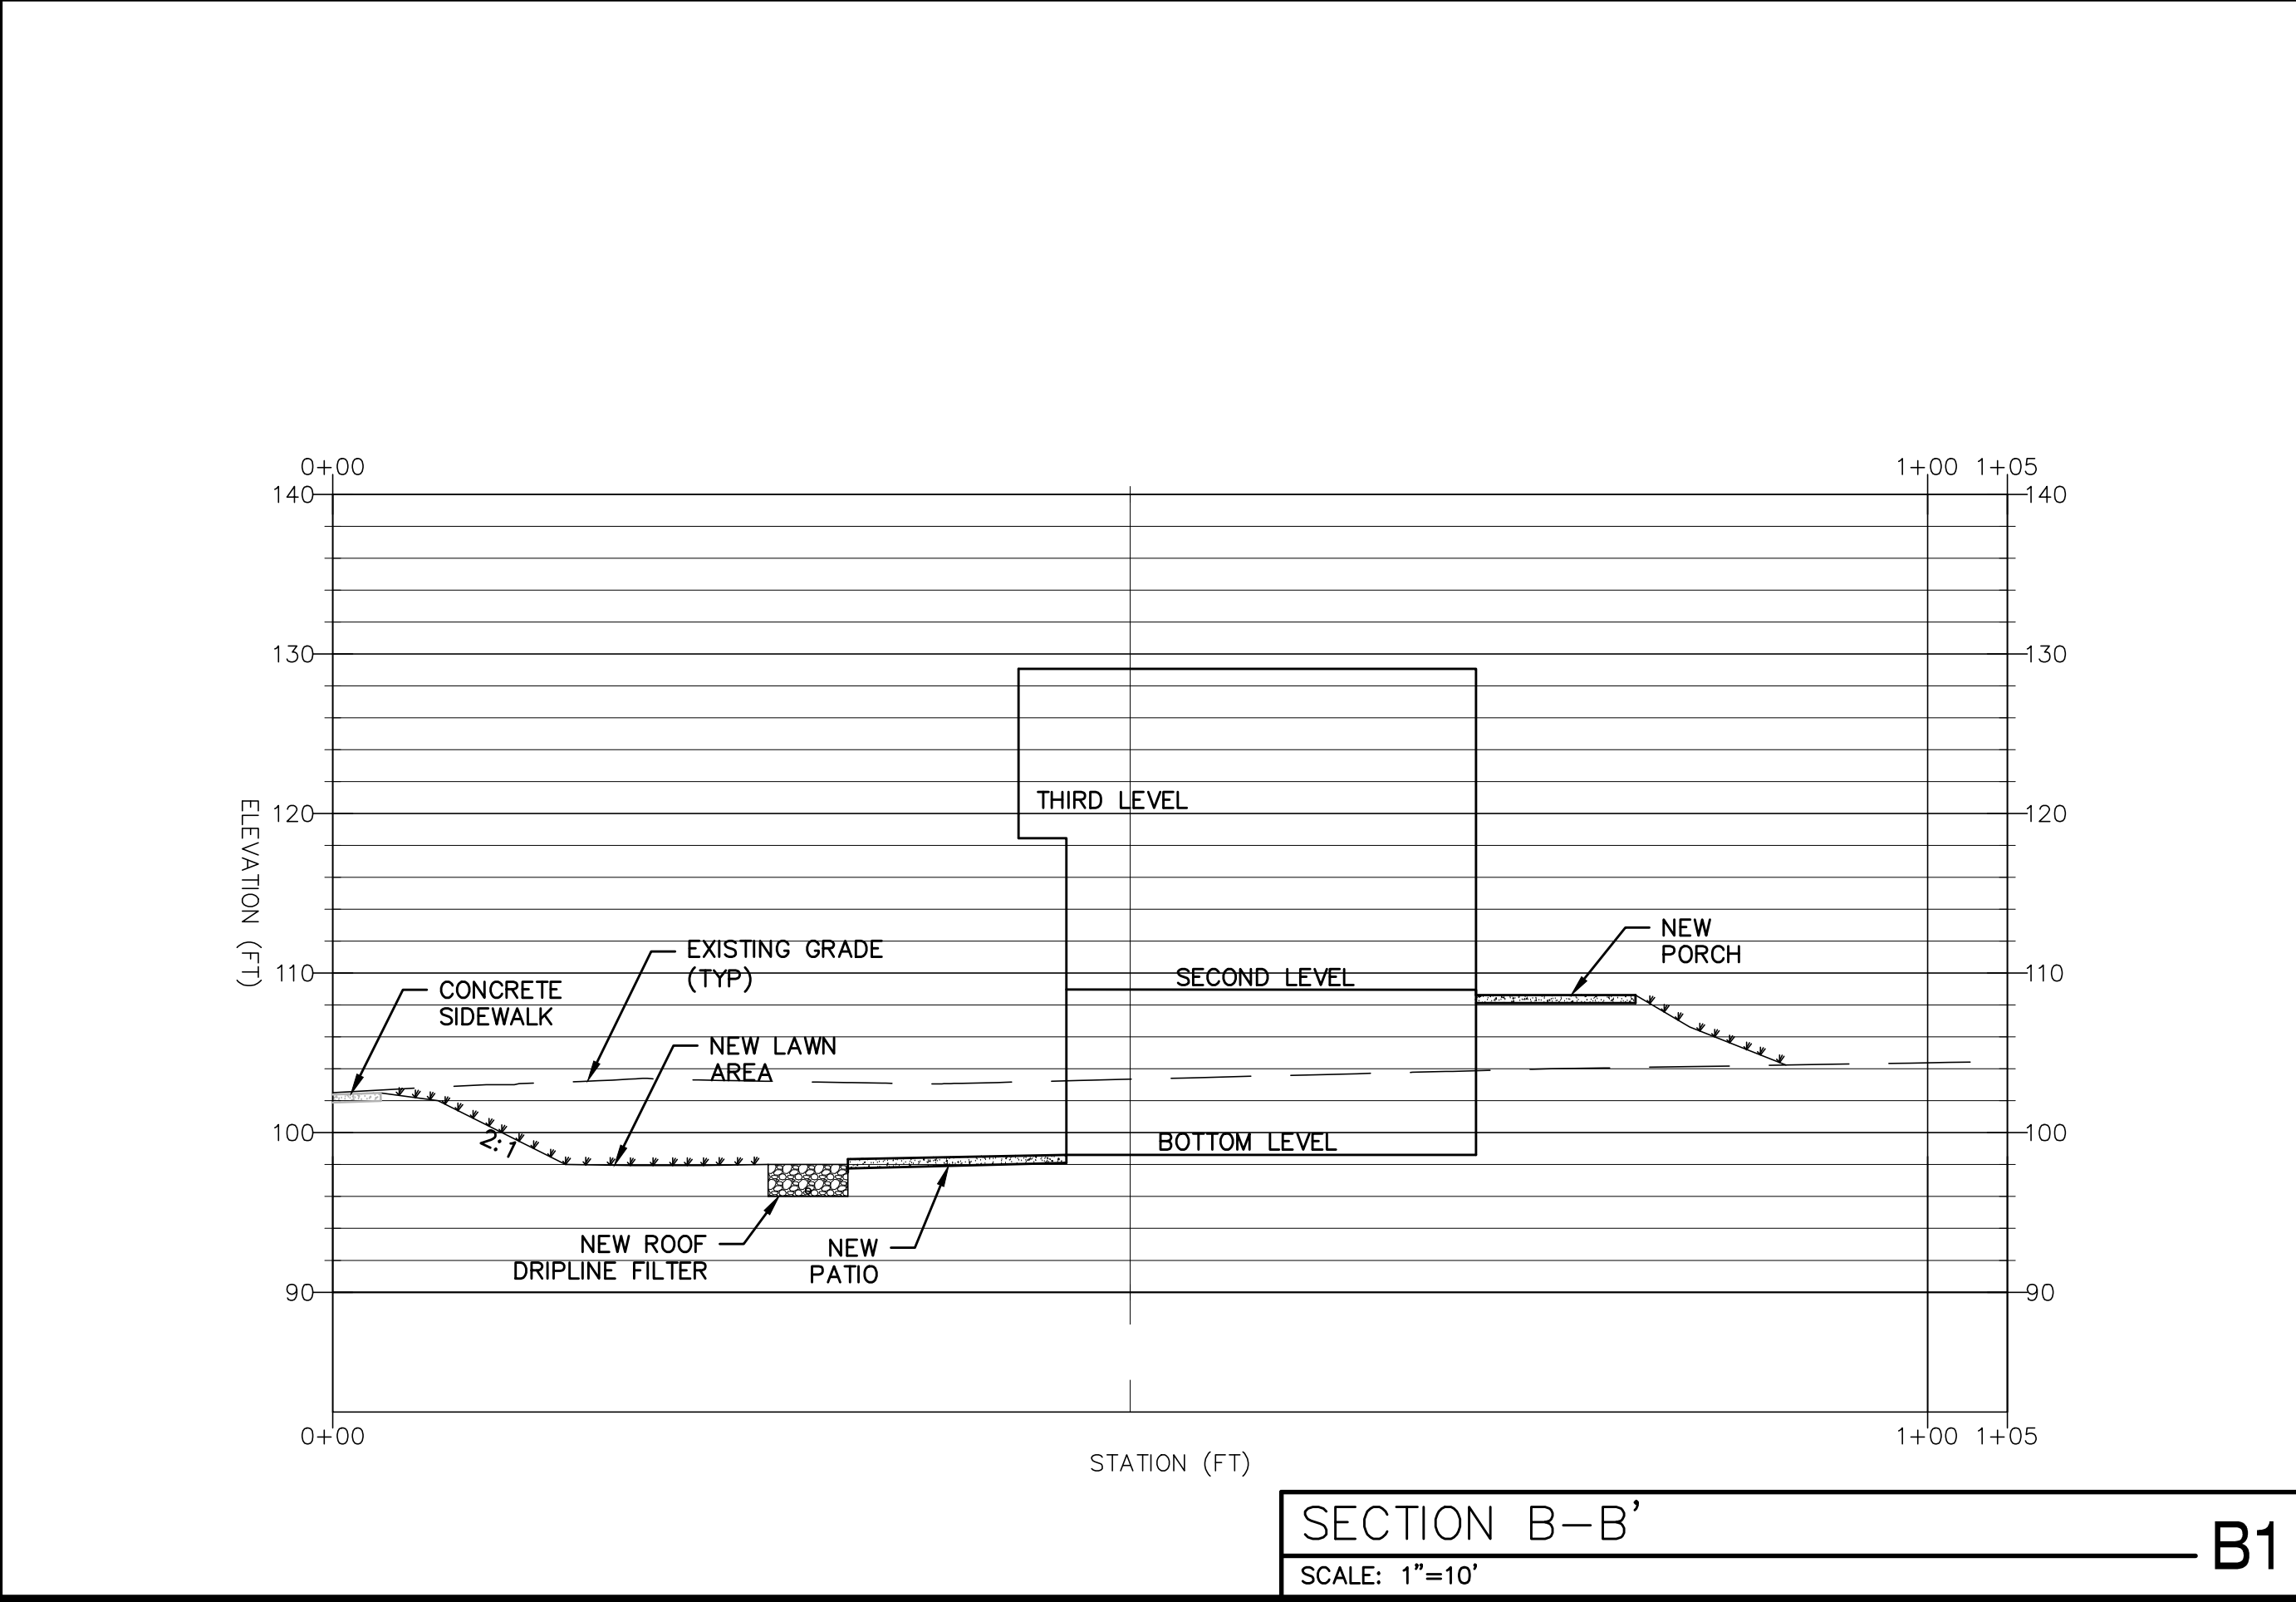 0+00 1+00 1+05
140 140
130 130
THIRD LEVEL
120 120
ELEVATION (FT)
NEW
PORCH
EXISTING GRADE
(TYP)
SECOND LEVEL
110 110
CONCRETE
SIDEWALK
NEW LAWN
AREA
100 100
2:1
BOTTOM LEVEL
NEW ROOF
DRIPLINE FILTER
NEW
PATIO
90 90
0+00 1+00 1+05
STATION (FT)
SECTION B-B'
B1
SCALE: 1"=10'